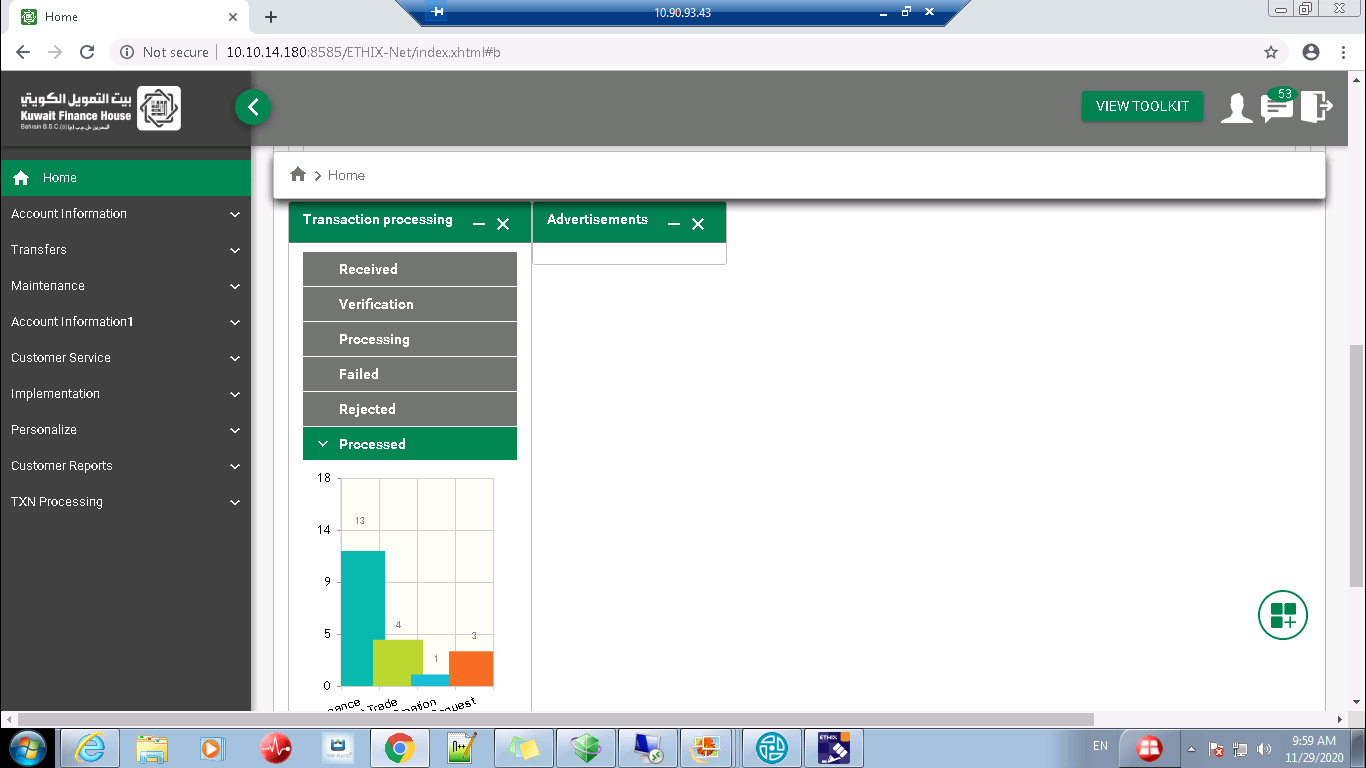 Home
10.90.93.43
Not secure
10.10.14.180:8585/ETHIX-Net/index.xhtml#b
بيت التمويل الكويتي
Kuwait Finance House
Bahrain B.S.C.(c) البحرين ش.م.ب (م)
VIEW TOOLKIT
53
Home
Home
Account Information
Transfers
Maintenance
Account Information1
Customer Service
Implementation
Personalize
Customer Reports
TXN Processing
Transaction processing
Advertisements
Received
Verification
Processing
Failed
Rejected
Processed
18
14
9
5
0
13
4
1
3
Trade
EN
ETHIX
9:59 AM
11/29/2020